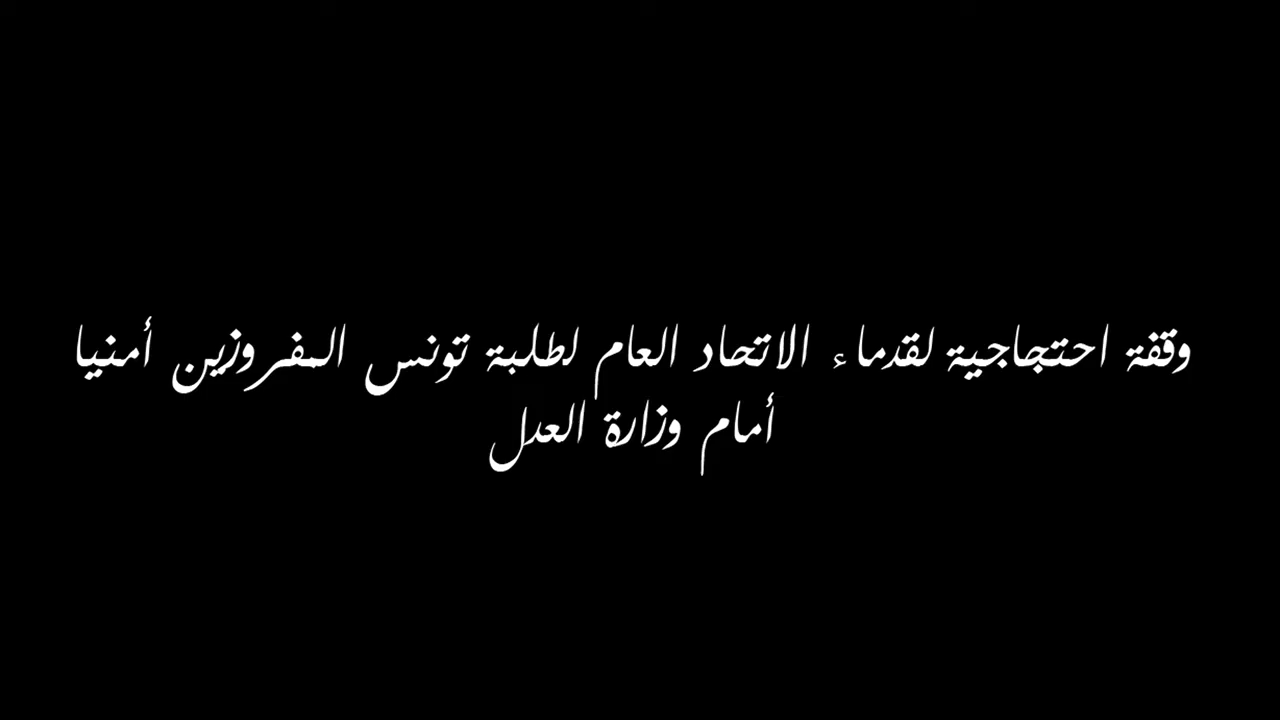 وقفة احتجاجية لقدماء الاتحاد العام لطلبة تونس المفروزين أمنيا
أمام وزارة العدل